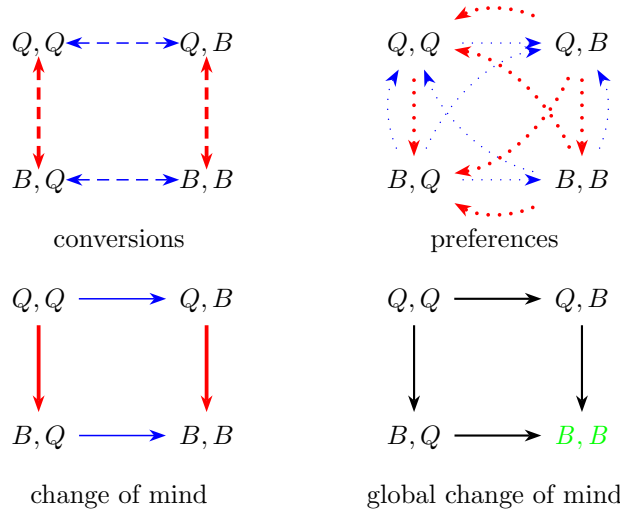 Q, Q Q, B Q, Q Q, B
B, Q B, B B, Q B, B
conversions preferences
Q, Q Q, B Q, Q Q, B
B, Q B, B B, Q B, B
change of mind global change of mind